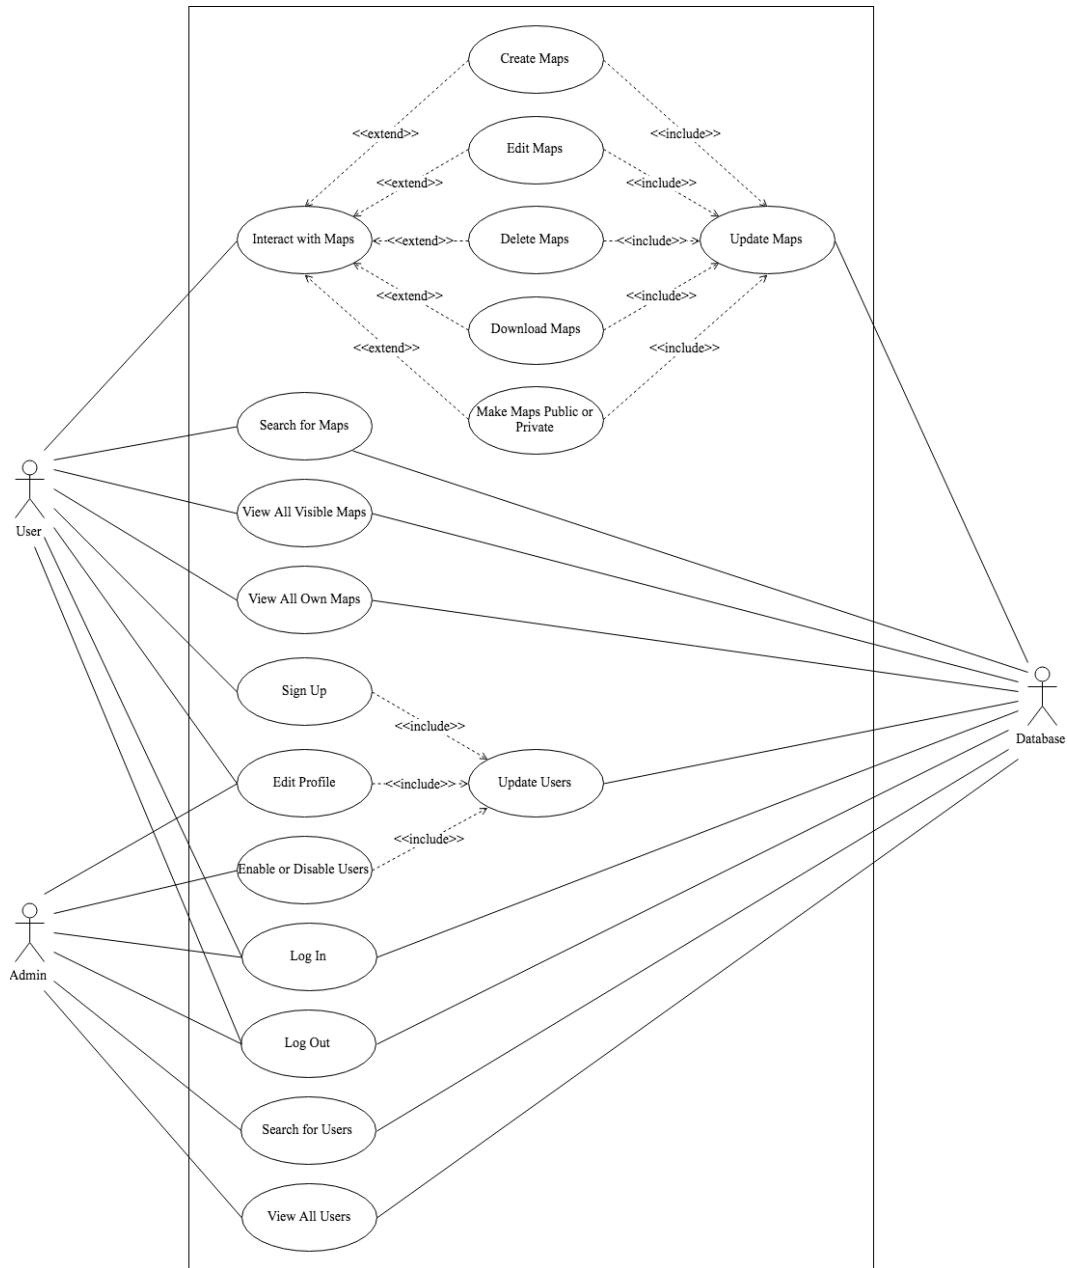 Create Maps
<<extend>>
<<include>>
Edit Maps
<<extend>>
<<include>>
Interact with Maps
<<extend>>
Delete Maps
<<include>>
Update Maps
<<extend>>
<<include>>
Download Maps
<<extend>>
<<include>>
Make Maps Public or
Private
Search for Maps
View All Visible Maps
User
View All Own Maps
Sign Up
<<include>>
Database
Edit Profile
<<include>>
Update Users
<<include>>
Enable or Disable Users
Log In
Admin
Log Out
Search for Users
View All Users